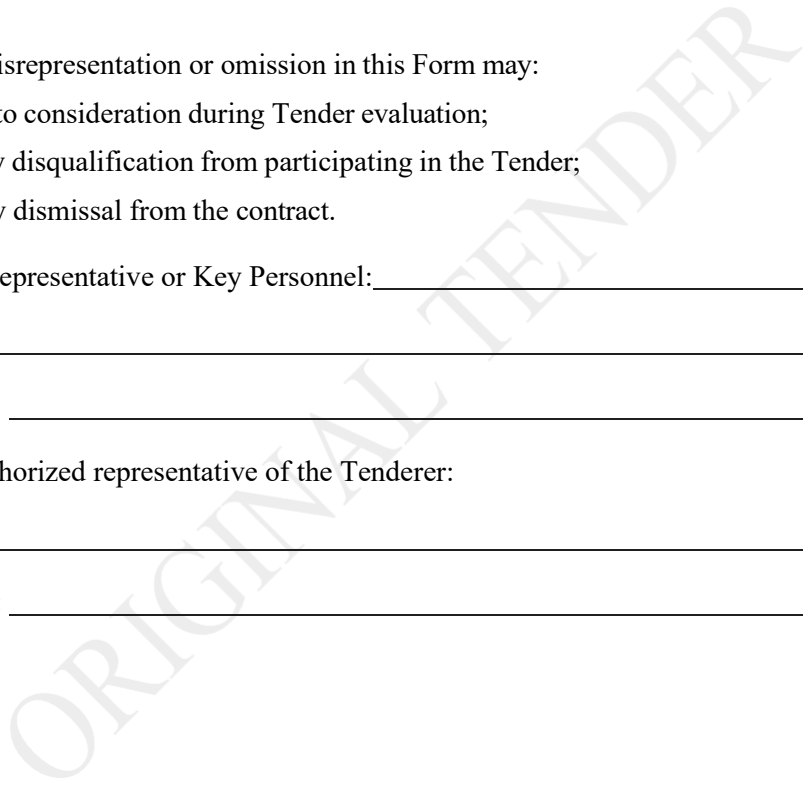 isrepresentation or omission in this Form may:
to consideration during Tender evaluation;
y disqualification from participating in the Tender;
y dismissal from the contract.
epresentative or Key Personnel:
horized representative of the Tenderer:
ORIGINAL TENDER